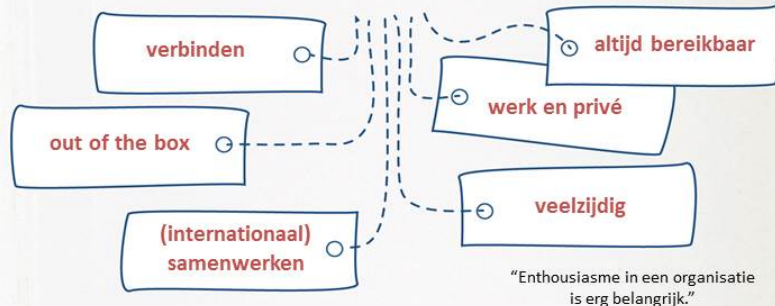 verbinden
altijd bereikbaar
werk en privé
out of the box
veelzijdig
(internationaal)
samenwerken
“Enthousiasme in een organisatie
is erg belangrijk.”